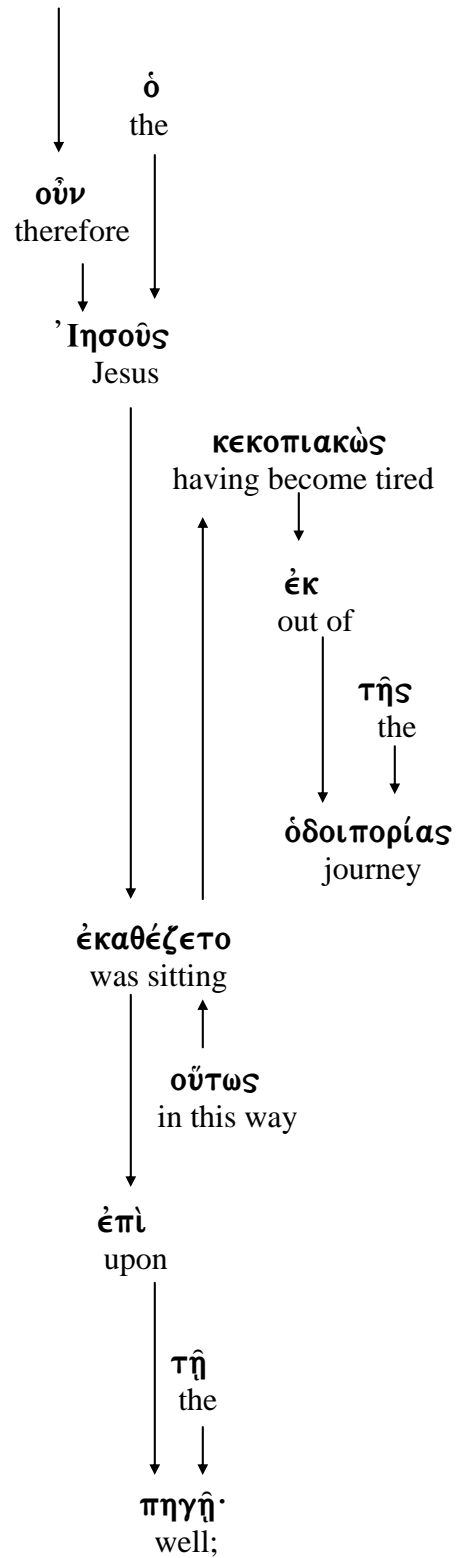 ὁ
the
οὖν
therefore
Ἰησοῦς
Jesus
κεκοπιακὼς
having become tired
ἐκ
out of
τῆς
the
ὁδοιπορίας
journey
ἐκαθέζετο
was sitting
οὕτως
in this way
ἐπὶ
upon
τῇ
the
πηγῇ·
well;